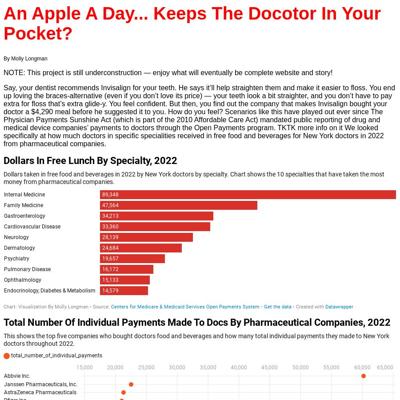 An Apple A Day... Keeps The Docotor In Your
Pocket?
By Molly Longman
NOTE: This project is still underconstruction — enjoy what will eventually be complete website and story!
Say, your dentist recommends Invisalign for your teeth. He says it'll help straighten them and make it easier to floss. You end
up loving the braces-alternative (even if you don't love its price) — your teeth look a bit straighter, and you don't have to pay
extra for floss that's extra glide-y. You feel confident. But then, you find out the company that makes Invisalign bought your
doctor a $4,290 meal before he suggested it to you. How do you feel? Scenarios like this have played out ever since The
Physician Payments Sunshine Act (which is part of the 2010 Affordable Care Act) mandated public reporting of drug and
medical device companies' payments to doctors through the Open Payments program. TKTK more info on it We looked
specifically at how much doctors in specific specialities received in free food and beverages for New York doctors in 2022
from pharmaceutical companies.
Dollars In Free Lunch By Specialty, 2022
Dollars taken in free food and beverages in 2022 by New York doctors by specialty. Chart shows the 10 specialties that have taken the most
money from pharmaceutical companies.
Internal Medicine 89,348
Family Medicine 47,564
Gastroenterology 34,213
Cardiovascular Disease 33,360
Neurology 28,139
Dermatology 24,684
Psychiatry 19,657
Pulmonary Disease 16,172
Ophthalmology 15,133
Endocrinology, Diabetes & Metabolism 14,579
Chart: Visualization By Molly Longman • Source: Centers for Medicare & Medicaid Services Open Payments System • Get the data • Created with Datawrapper
Total Number Of Individual Payments Made To Docs By Pharmaceutical Companies, 2022
This shows the top five companies who bought doctors food and beverages and how many total individual payments they made to New York
doctors throughout 2022.
total_number_of_individual_payments
15,000 20,000 25,000 30,000 35,000 40,000 45,000 50,000 55,000 60,000 65,000
Abbvie Inc.
Janssen Pharmaceuticals, Inc
AstraZeneca Pharmaceuticals